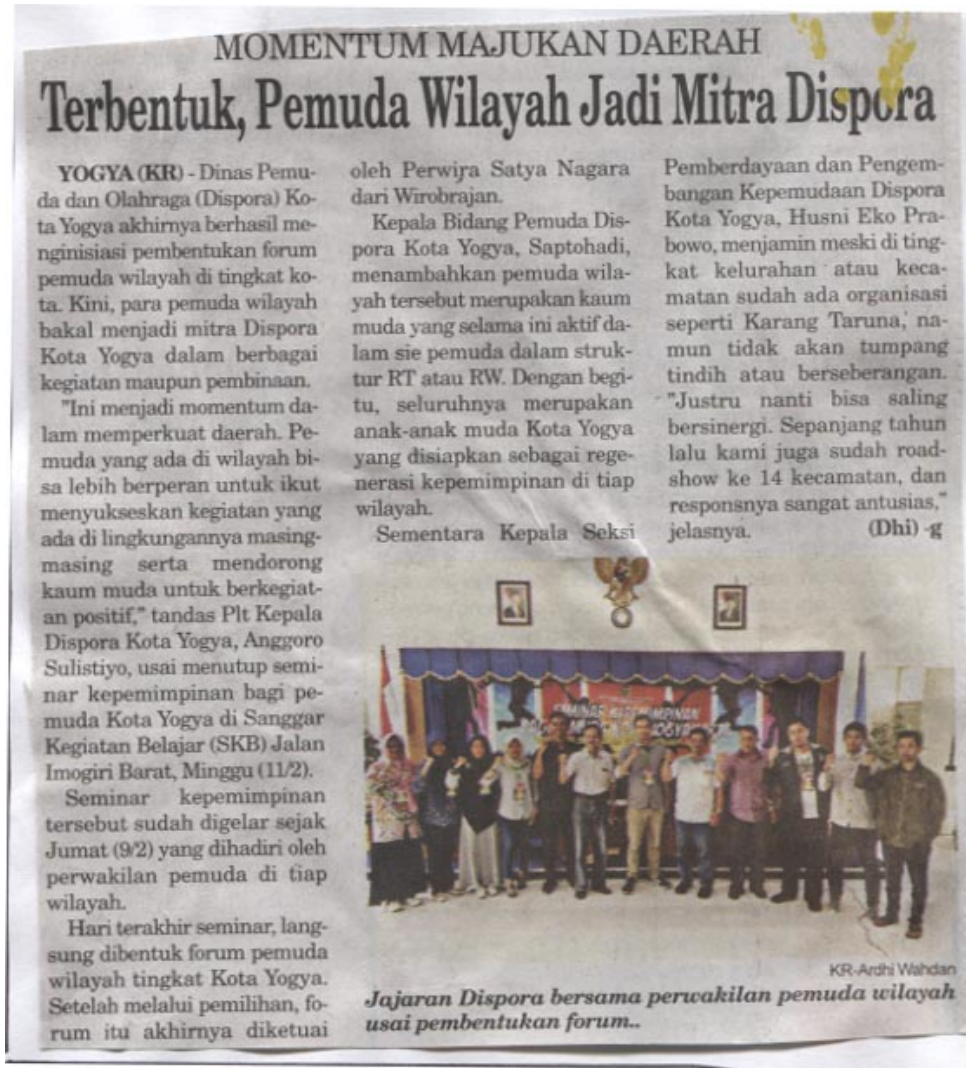 MOMENTUM MAJUKAN DAERAH
Terbentuk, Pemuda Wilayah Jadi Mitra Dispora
YOGYA (KR) - Dinas Pemu-
da dan Olahraga (Dispora) Ko-
ta Yogya akhirnya berhasil me-
nginisiasi pembentukan forum
pemuda wilayah di tingkat ko-
ta. Kini, para pemuda wilayah
bakal menjadi mitra Dispora
Kota Yogya dalam berbagai
kegiatan maupun pembinaan.
"Ini menjadi momentum da-
lam memperkuat daerah. Pe-
muda yang ada di wilayah bi-
sa lebih berperan untuk ikut
menyukseskan kegiatan yang
ada di lingkungannya masing-
masing serta mendorong
kaum muda untuk berkegiat-
an positif," tandas Plt Kepala
Dispora Kota Yogya, Anggoro
Sulistiyo, usai menutup semi-
nar kepemimpinan bagi pe-
muda Kota Yogya di Sanggar
Kegiatan Belajar (SKB) Jalan
Imogiri Barat, Minggu (11/2).
Seminar kepemimpinan
tersebut sudah digelar sejak
Jumat (9/2) yang dihadiri oleh
perwakilan pemuda di tiap
wilayah.
Hari terakhir seminar, lang-
sung dibentuk forum pemuda
wilayah tingkat Kota Yogya.
Setelah melalui pemilihan, fo-
rum itu akhirnya diketuai
oleh Perwira Satya Nagara
dari Wirobrajan.
Kepala Bidang Pemuda Dis-
pora Kota Yogya, Saptohadi,
menambahkan pemuda wila-
yah tersebut merupakan kaum
muda yang selama ini aktif da-
lam sie pemuda dalam struk-
tur RT atau RW. Dengan begi-
tu, seluruhnya merupakan
anak-anak muda Kota Yogya
yang disiapkan sebagai rege-
nerasi kepemimpinan di tiap
wilayah.
Sementara Kepala Seksi
Pemberdayaan dan Pengem-
bangan Kepemudaan Dispora
Kota Yogya, Husni Eko Pra-
bowo, menjamin meski di ting-
kat kelurahan atau keca-
matan sudah ada organisasi
seperti Karang Taruna, na-
mun tidak akan tumpang
tindih atau berseberangan.
"Justru nanti bisa saling
bersinergi. Sepanjang tahun
lalu kami juga sudah road-
show ke 14 kecamatan, dan
responsnya sangat antusias,"
jelasnya. (Dhi) -g
SEMINAR KEPEMIMPINAN
KR-Ardhi Wahdan
Jajaran Dispora bersama perwakilan pemuda wilayah
usai pembentukan forum..